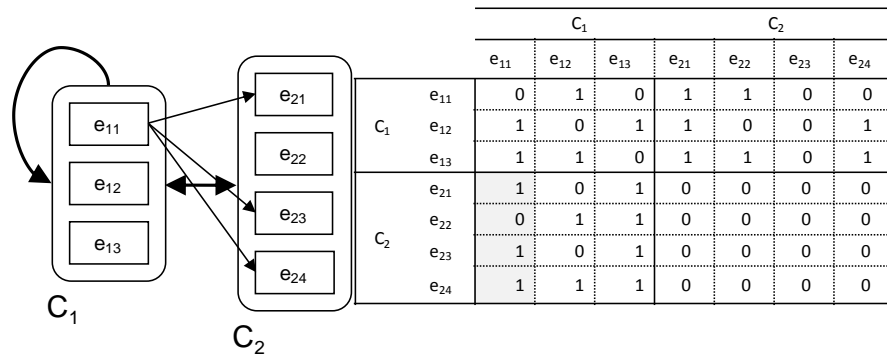 e11
e12
e13
C1
e21
e22
e23
e24
C2
C1 C2
e11 e12 e13 e21 e22 e23 e24
e11 0 1 0 1 1 0 0
C1 e12 1 0 1 1 0 0 1
e13 1 1 0 1 1 0 1
e21 1 0 1 0 0 0 0
e22 0 1 1 0 0 0 0
C2 e23 1 0 1 0 0 0 0
e24 1 1 1 0 0 0 0